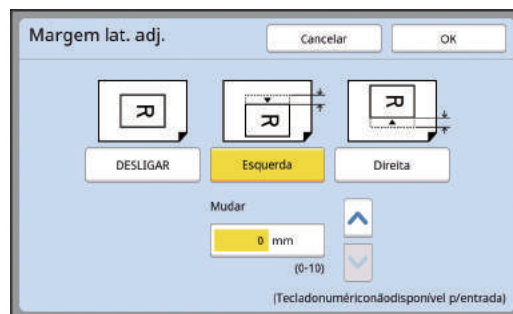 Margem lat. adj.
Cancelar
OK
R
R
R
DESLIGAR
Esquerda
Direita
Mudar
0 mm
(0-10)
(Tecladonumériconãodisponível p/entrada)